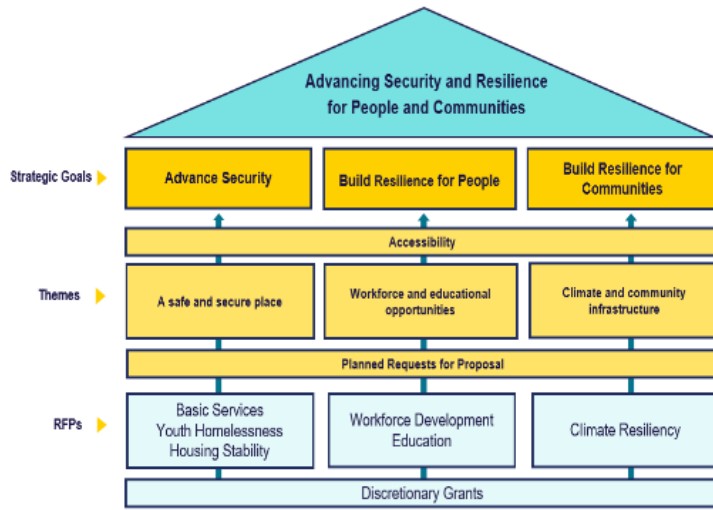 Advancing Security and Resilience
for People and Communities
Strategic Goals
Advance Security
Build Resilience for People
Build Resilience for
Communities
Accessibility
Themes
A safe and secure place
Workforce and educational
opportunities
Climate and community
infrastructure
Planned Requests for Proposal
RFPs
Basic Services
Youth Homelessness
Housing Stability
Workforce Development
Education
Climate Resiliency
Discretionary Grants